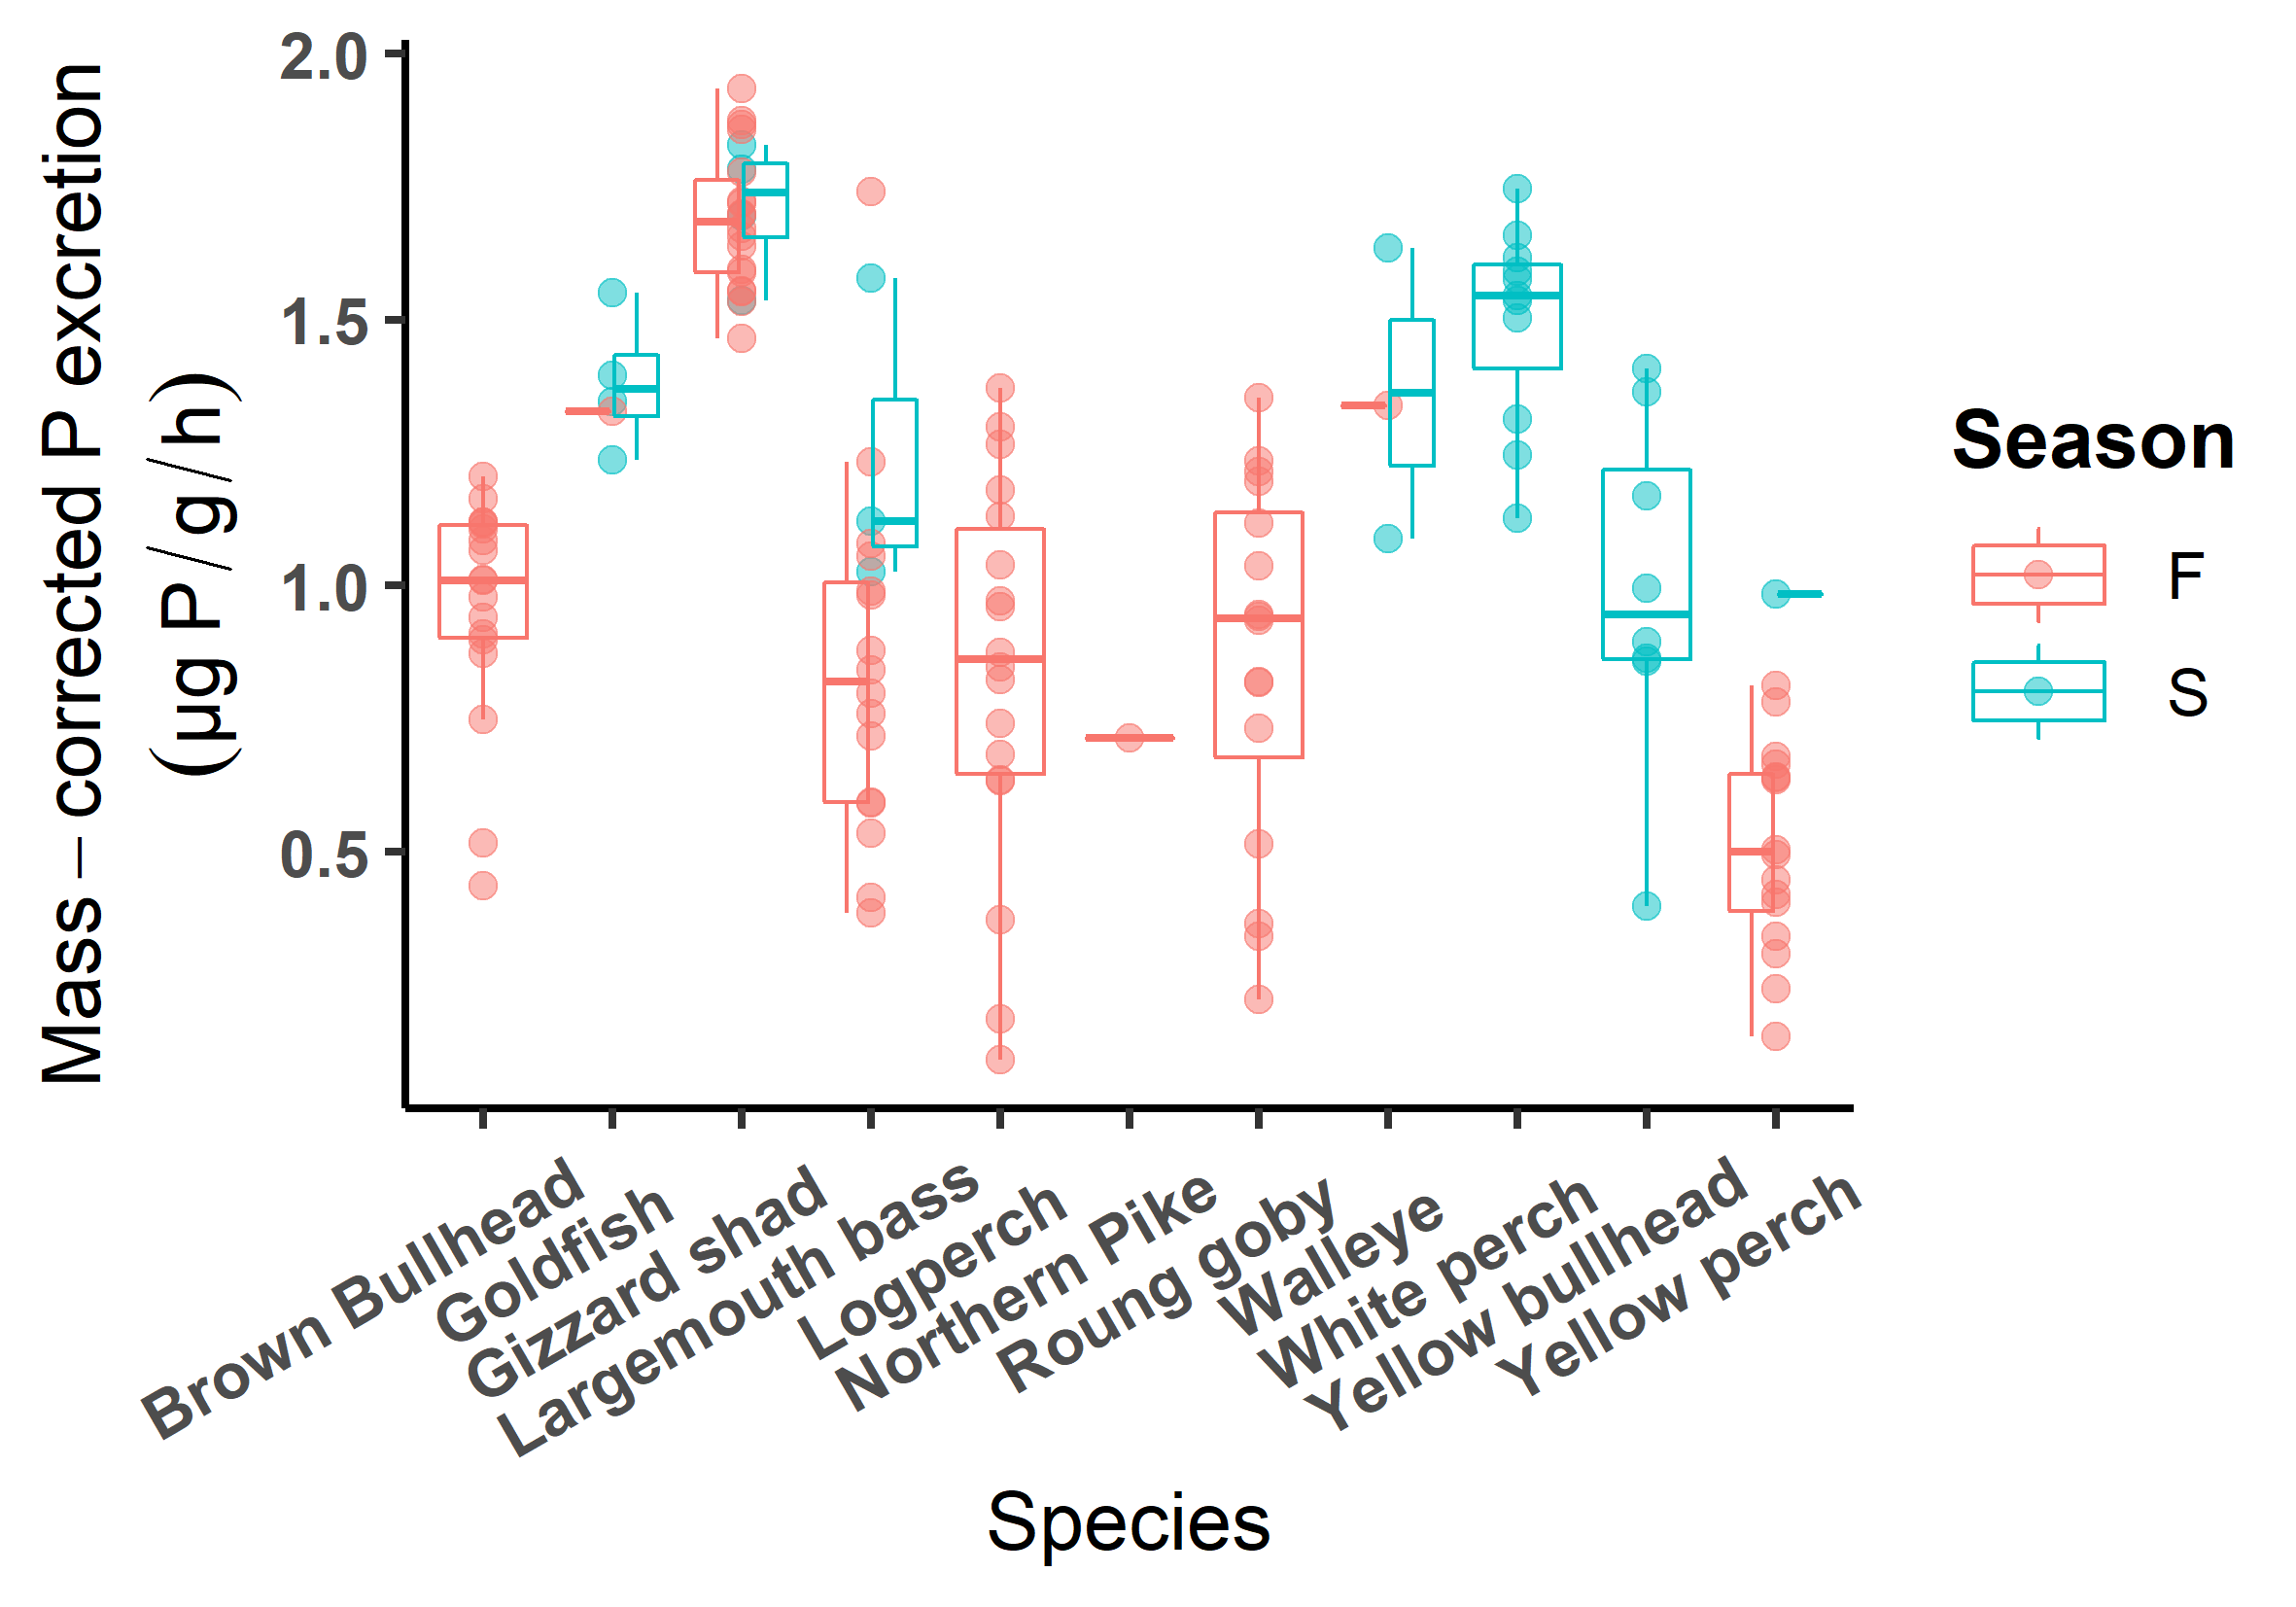 Mass – corrected P excretion
(µg P / g / h)
2.0
1.5
1.0
0.5
Brown Bullhead
Goldfish
Gizzard shad
Largemouth bass
Logperch
Northern Pike
Roung goby
Walleye
White perch
Yellow bullhead
Yellow perch
Species
Season
F
S